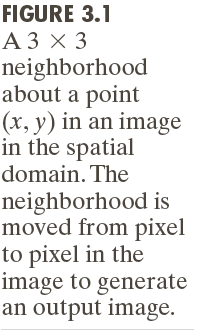 FIGURE 3.1
A 3 × 3
neighborhood
about a point
(x, y) in an image
in the spatial
domain. The
neighborhood is
moved from pixel
to pixel in the
image to generate
an output image.